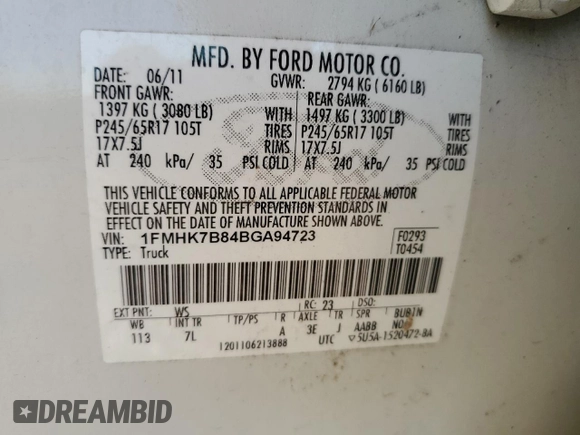 MFD. BY FORD MOTOR CO.
DATE: 06/11 GVWR: 2794 KG ( 6160 LB)
FRONT GAWR: REAR GAWR:
1397 KG ( 3080 LB) 1497 KG ( 3300 LB)
P245/65R17 105T TIRES P245/65R17 105T TIRES
17X7.5J RIMS 17X7.5J RIMS
AT 240 kPa/ 35 PSI COLD AT 240 kPa/ 35 PSI COLD
THIS VEHICLE CONFORMS TO ALL APPLICABLE FEDERAL MOTOR
VEHICLE SAFETY AND THEFT PREVENTION STANDARDS IN
EFFECT ON THE DATE OF MANUFACTURE SHOWN ABOVE.
VIN: 1FMHK7B84BGA94723 F0293
TYPE: Truck T0454
EXT PNT: WS RC: 23 DSO:
WB INT TR TP/PS R AXLE TR SPR BUBTN
113 7L A 3E J AABB NO
1201106213888 UTC ▽5U5A-1520472-BA
DREAMBID